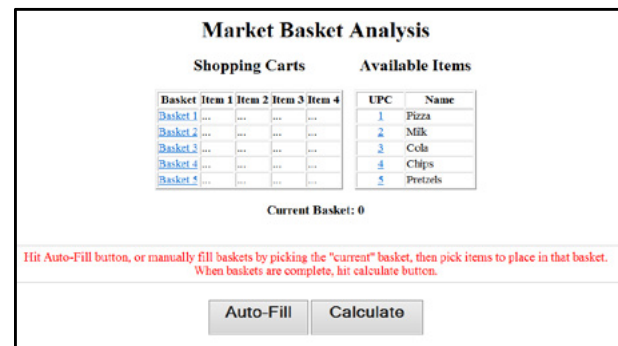 Market Basket Analysis
Shopping Carts Available Items
Basket Item 1 Item 2 Item 3 Item 4 UPC Name
Basket 1 ... ... ... ... 1 Pizza
Basket 2 ... ... ... ... 2 Milk
Basket 3 ... ... ... ... 3 Cola
Basket 4 ... ... ... ... 4 Chips
Basket 5 ... ... ... ... 5 Pretzels
Current Basket: 0
Hit Auto-Fill button, or manually fill baskets by picking the "current" basket, then pick items to place in that basket.
When baskets are complete, hit calculate button.
Auto-Fill Calculate